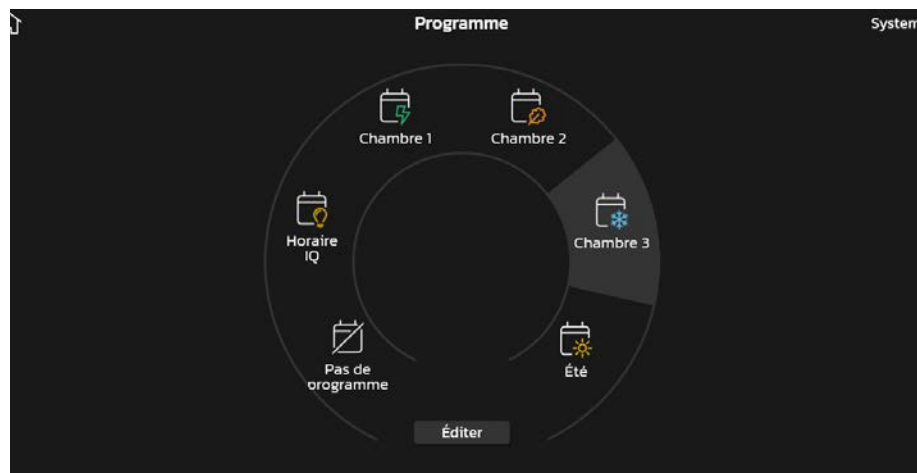 Programme
System
Chambre 1
Chambre 2
Horaire
IQ
Chambre 3
Pas de
programme
Été
Éditer